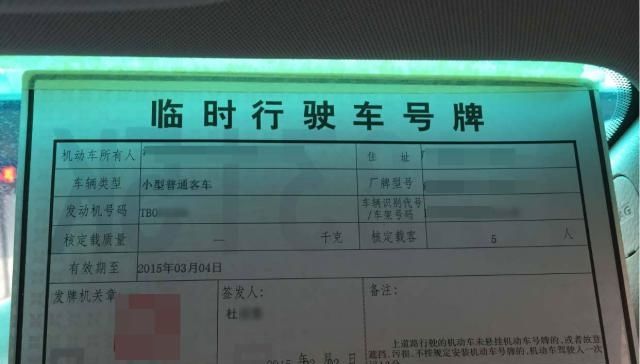 临时行驶车号牌
机动车所有人 住 址
车辆类型 小型普通客车 厂牌型号
发动机号码 TB0 车辆识别代号/车架号码
核定载质量 — 千克 核定载客 5 人
有效期至 2015年03月04日
发牌机关章: 签发人: 备注:
杜
上道路行驶的机动车未悬挂机动车号牌的,或者故意
遮挡、污损、不按规定安装机动车号牌的,机动车驾驶人一次
2015 年